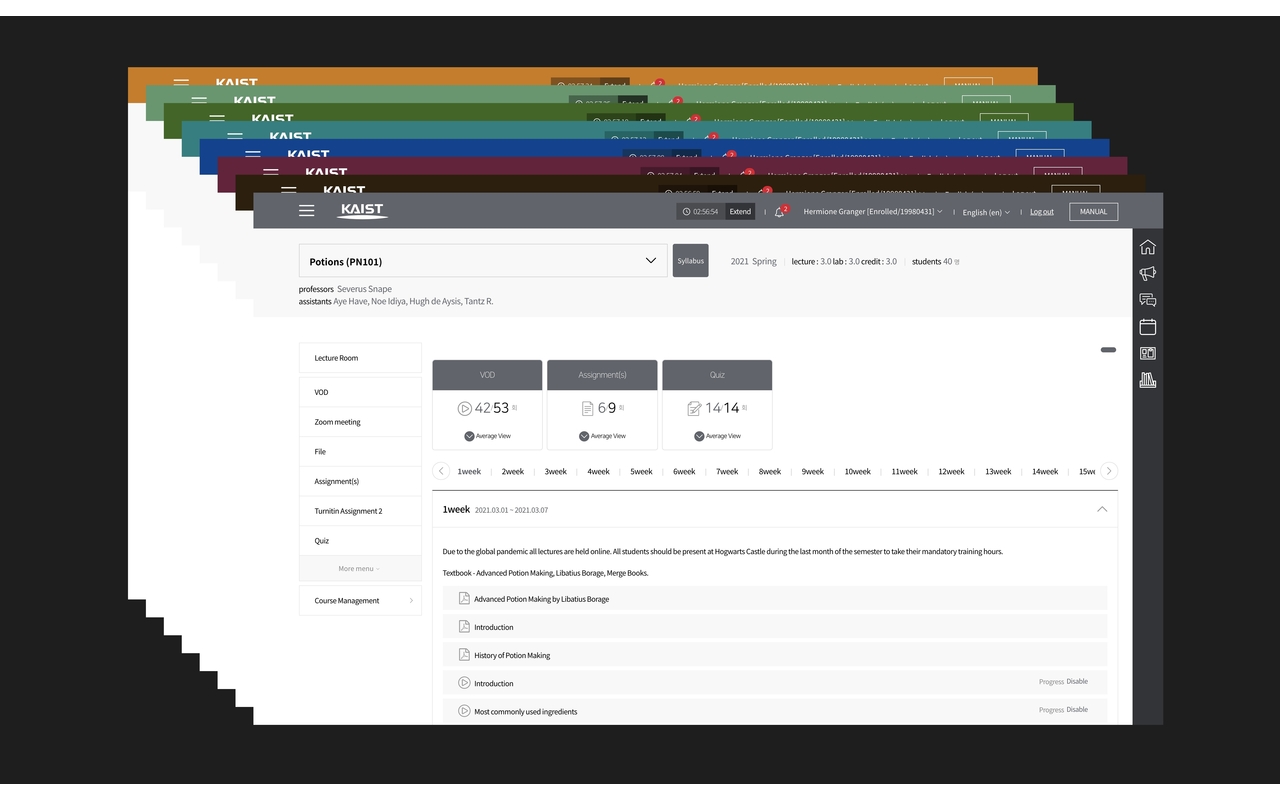 KAIST
KAIST
KAIST
KAIST
KAIST
KAIST
KAIST
KAIST
02:56:54 Extend
2
Hermione Granger [Enrolled/19980431]
English (en)
Log out
MANUAL
Potions (PN101)
Syllabus
2021 Spring
lecture : 3.0 lab : 3.0 credit : 3.0
students 40 명
professors Severus Snape
assistants Aye Have, Noe Idiya, Hugh de Aysis, Tantz R.
Lecture Room
VOD
Zoom meeting
File
Assignment(s)
Turnitin Assignment 2
Quiz
More menu
Course Management
VOD
42/53 회
Average View
Assignment(s)
6/9 회
Average View
Quiz
14/14 회
Average View
1week 2week 3week 4week 5week 6week 7week 8week 9week 10week 11week 12week 13week 14week 15we
1week 2021.03.01 ~ 2021.03.07
Due to the global pandemic all lectures are held online. All students should be present at Hogwarts Castle during the last month of the semester to take their mandatory training hours.
Textbook - Advanced Potion Making, Libatius Borage, Merge Books.
Advanced Potion Making by Libatius Borage
Introduction
History of Potion Making
Introduction
Progress Disable
Most commonly used ingredients
Progress Disable